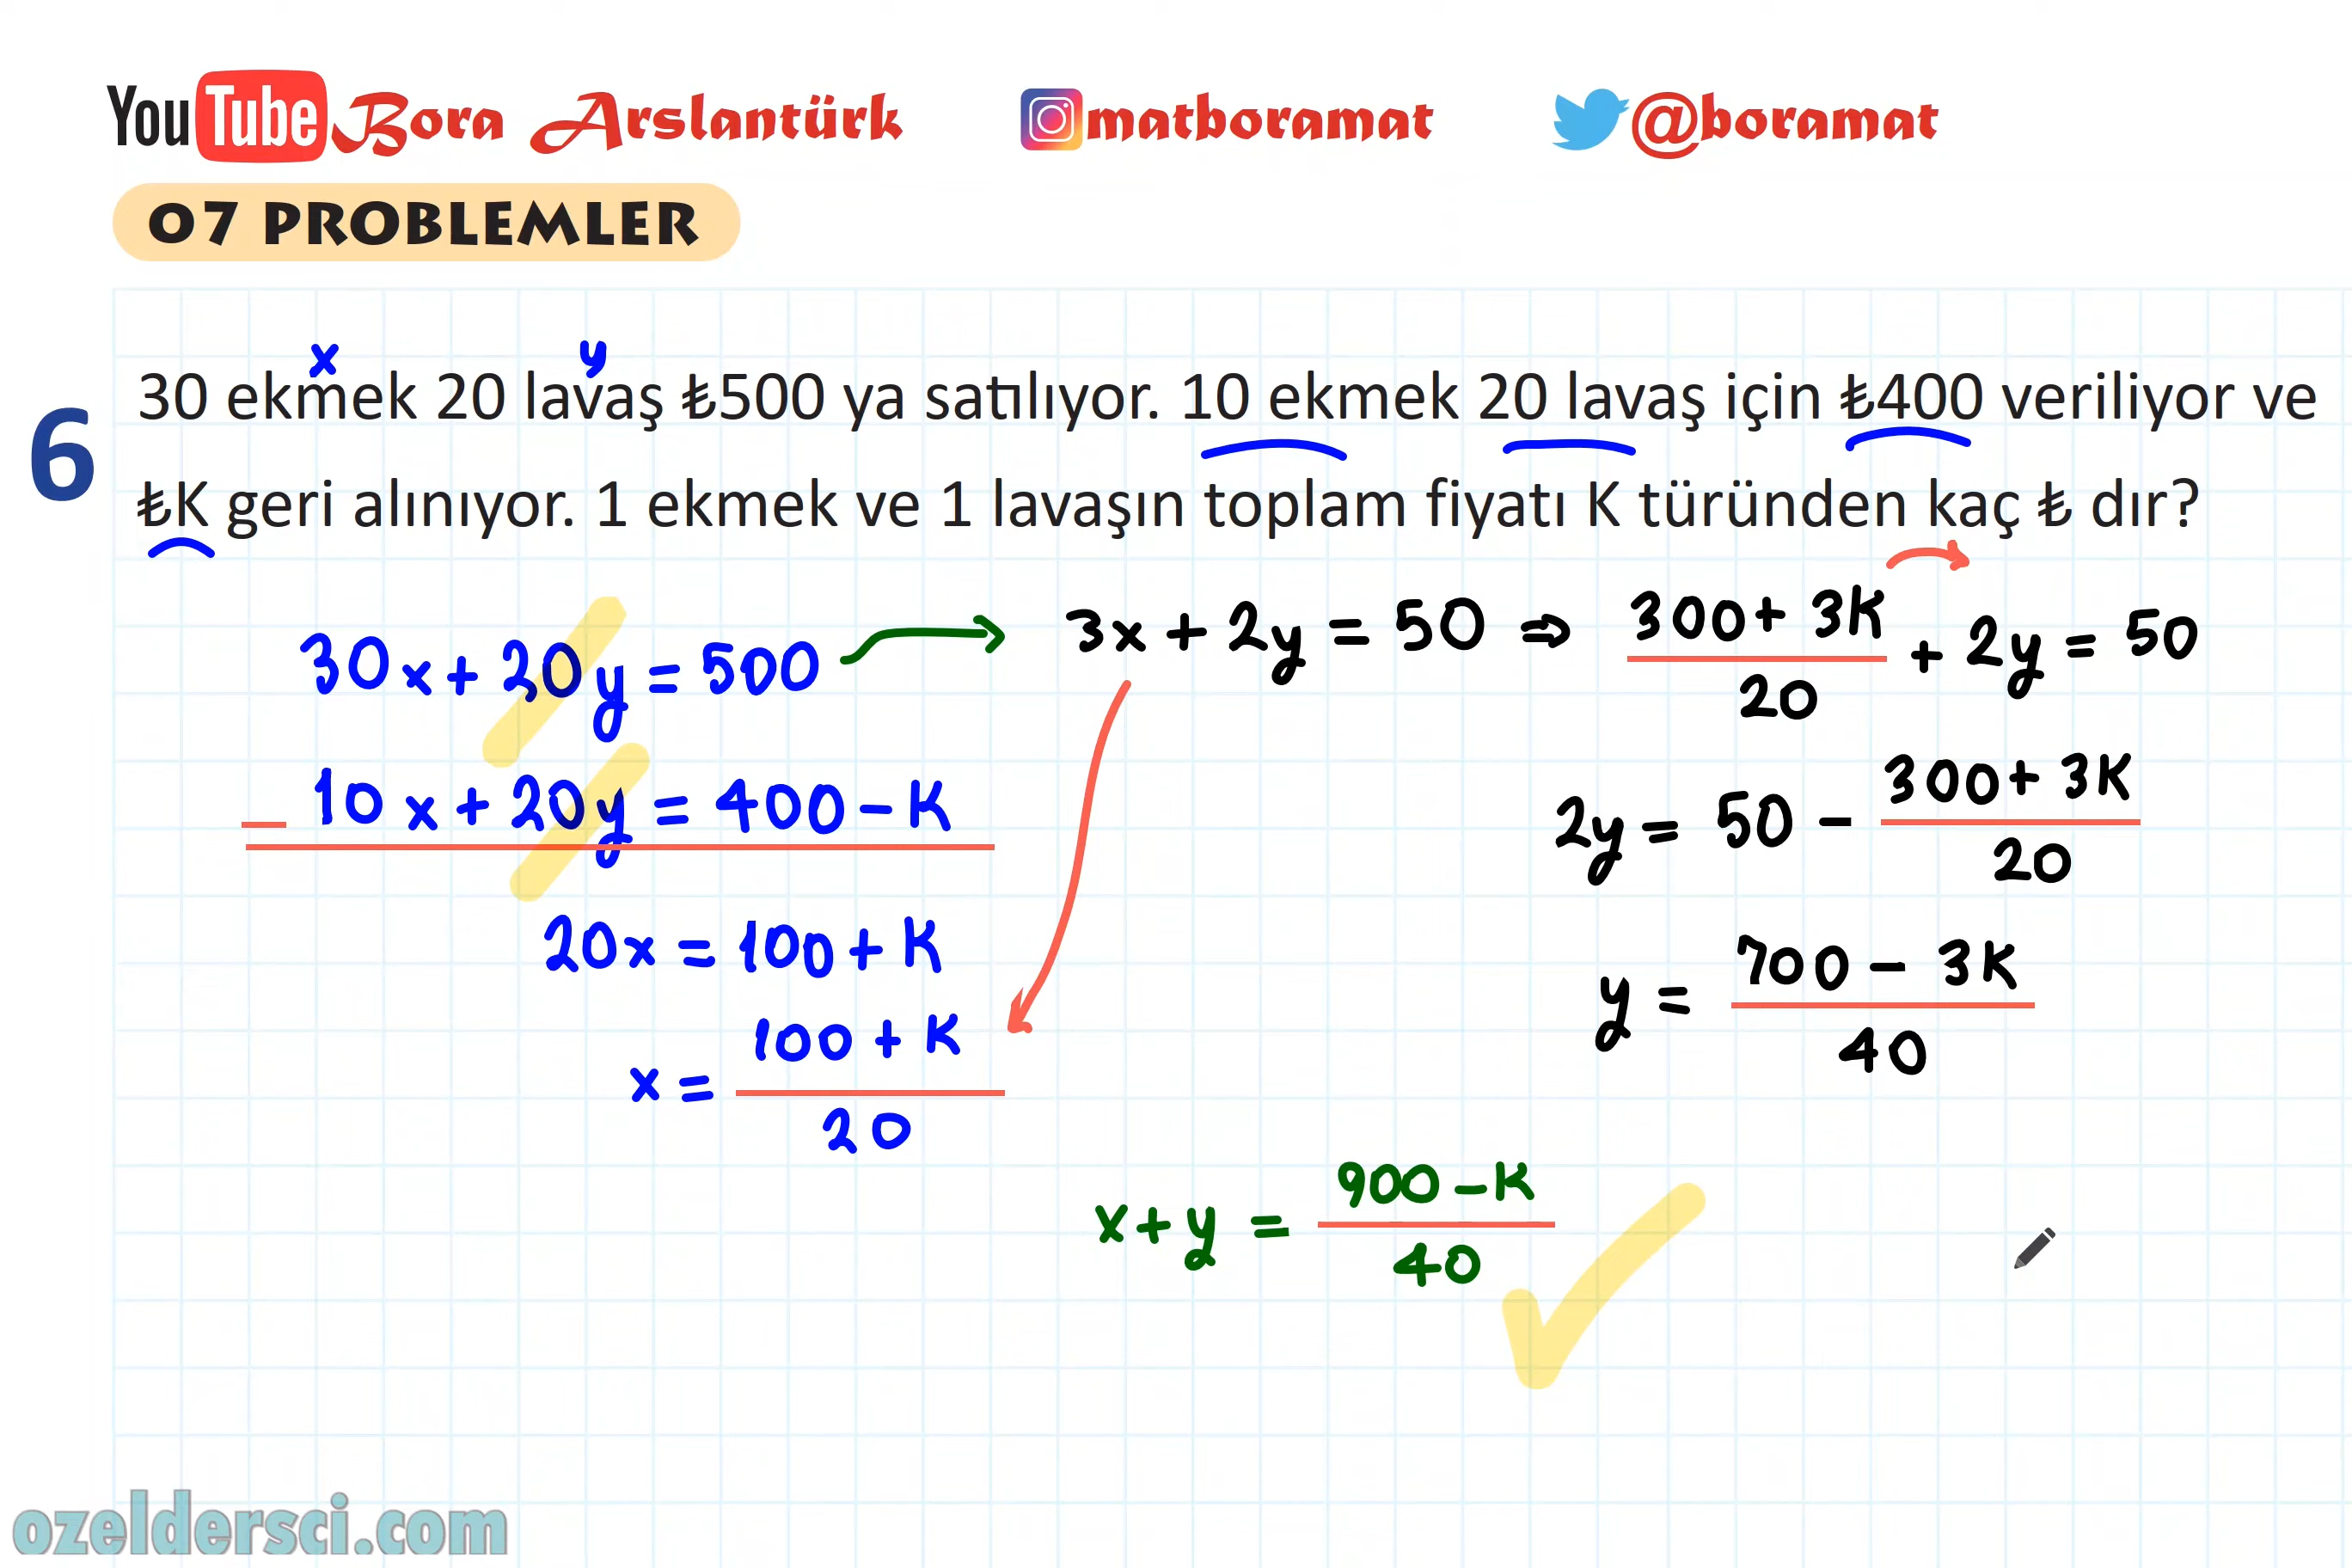 YouTube Bora Arslantürk matboramat @boramat
07 PROBLEMLER
6
x y
30 ekmek 20 lavaş ₺500 ya satılıyor. 10 ekmek 20 lavaş için ₺400 veriliyor ve
₺K geri alınıyor. 1 ekmek ve 1 lavaşın toplam fiyatı K türünden kaç ₺ dır?
30x + 20y = 500
10x + 20y = 400 - K
20x = 100 + K
x = (100 + K) / 20
3x + 2y = 50 ⇒ (300 + 3K) / 20 + 2y = 50
2y = 50 - (300 + 3K) / 20
y = (700 - 3K) / 40
x + y = (900 - K) / 40
ozeldersci.com